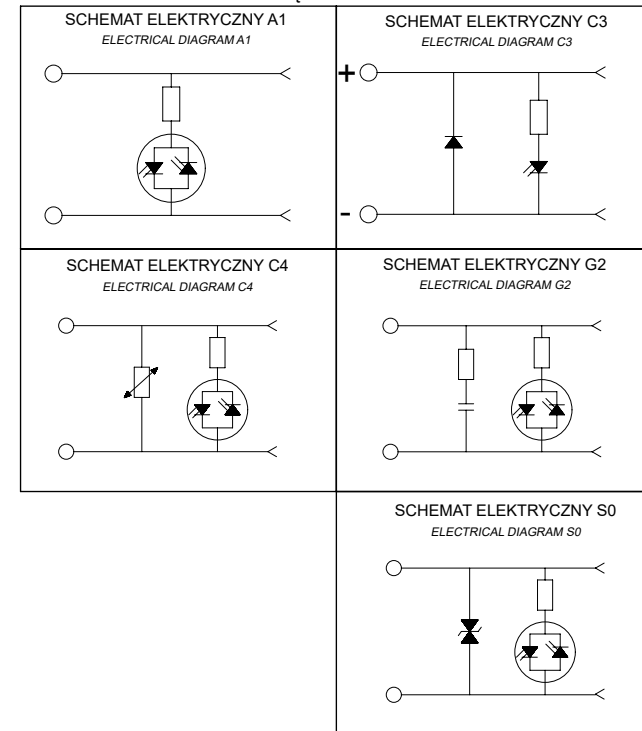 SCHEMAT ELEKTRYCZNY A1
ELECTRICAL DIAGRAM A1
SCHEMAT ELEKTRYCZNY C3
ELECTRICAL DIAGRAM C3
+
-
SCHEMAT ELEKTRYCZNY C4
ELECTRICAL DIAGRAM C4
SCHEMAT ELEKTRYCZNY G2
ELECTRICAL DIAGRAM G2
SCHEMAT ELEKTRYCZNY S0
ELECTRICAL DIAGRAM S0